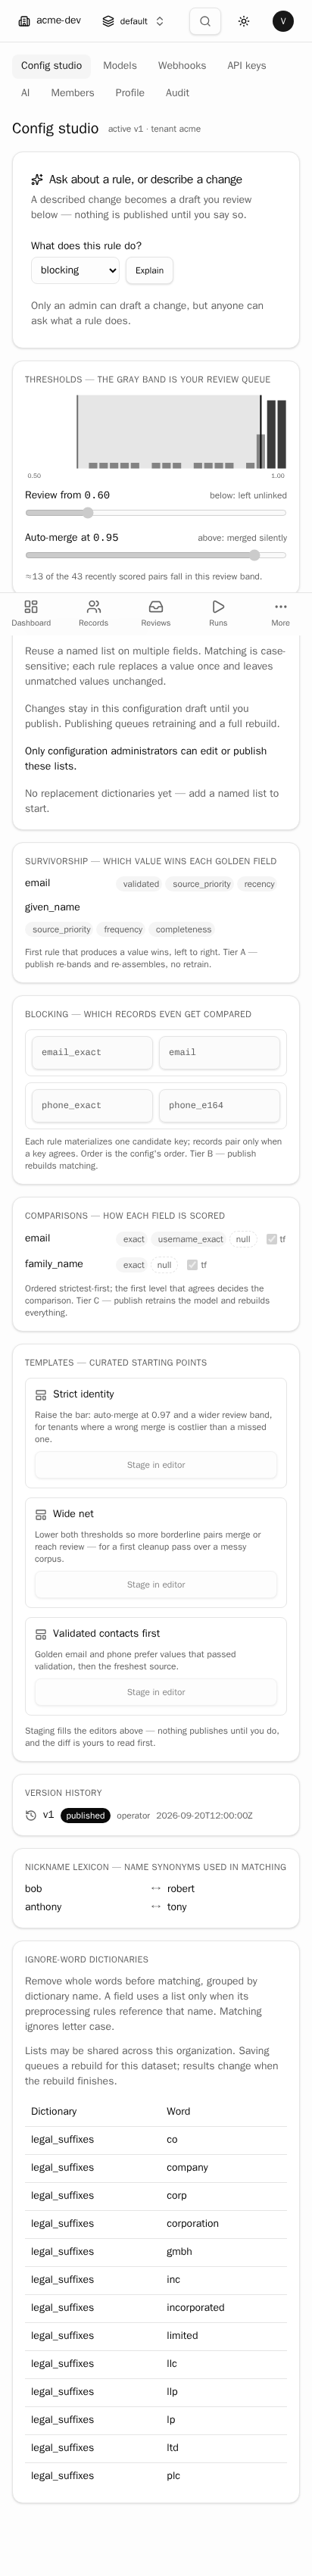 acme-dev
default
V
Config studio
Models
Webhooks
API keys
AI
Members
Profile
Audit
Config studio active v1 · tenant acme
Ask about a rule, or describe a change
A described change becomes a draft you review
below — nothing is published until you say so.
What does this rule do?
blocking
Explain
Only an admin can draft a change, but anyone can
ask what a rule does.
THRESHOLDS — THE GRAY BAND IS YOUR REVIEW QUEUE
0.50
1.00
Review from 0.60
below: left unlinked
Auto-merge at 0.95
above: merged silently
≈13 of the 43 recently scored pairs fall in this review band.
Dashboard
Records
Reviews
Runs
More
Reuse a named list on multiple fields. Matching is case-
sensitive; each rule replaces a value once and leaves
unmatched values unchanged.
Changes stay in this configuration draft until you
publish. Publishing queues retraining and a full rebuild.
Only configuration administrators can edit or publish
these lists.
No replacement dictionaries yet — add a named list to
start.
SURVIVORSHIP — WHICH VALUE WINS EACH GOLDEN FIELD
email validated source_priority recency
given_name
source_priority frequency completeness
First rule that produces a value wins, left to right. Tier A —
publish re-bands and re-assembles, no retrain.
BLOCKING — WHICH RECORDS EVEN GET COMPARED
email_exact email
phone_exact phone_e164
Each rule materializes one candidate key; records pair only when
a key agrees. Order is the config's order. Tier B — publish
rebuilds matching.
COMPARISONS — HOW EACH FIELD IS SCORED
email exact username_exact null tf
family_name exact null tf
Ordered strictest-first; the first level that agrees decides the
comparison. Tier C — publish retrains the model and rebuilds
everything.
TEMPLATES — CURATED STARTING POINTS
Strict identity
Raise the bar: auto-merge at 0.97 and a wider review band,
for tenants where a wrong merge is costlier than a missed
one.
Stage in editor
Wide net
Lower both thresholds so more borderline pairs merge or
reach review — for a first cleanup pass over a messy
corpus.
Stage in editor
Validated contacts first
Golden email and phone prefer values that passed
validation, then the freshest source.
Stage in editor
Staging fills the editors above — nothing publishes until you do,
and the diff is yours to read first.
VERSION HISTORY
v1 published operator 2026-09-20T12:00:00Z
NICKNAME LEXICON — NAME SYNONYMS USED IN MATCHING
bob ↔ robert
anthony ↔ tony
IGNORE-WORD DICTIONARIES
Remove whole words before matching, grouped by
dictionary name. A field uses a list only when its
preprocessing rules reference that name. Matching
ignores letter case.
Lists may be shared across this organization. Saving
queues a rebuild for this dataset; results change when
the rebuild finishes.
Dictionary Word
legal_suffixes co
legal_suffixes company
legal_suffixes corp
legal_suffixes corporation
legal_suffixes gmbh
legal_suffixes inc
legal_suffixes incorporated
legal_suffixes limited
legal_suffixes llc
legal_suffixes llp
legal_suffixes lp
legal_suffixes ltd
legal_suffixes plc